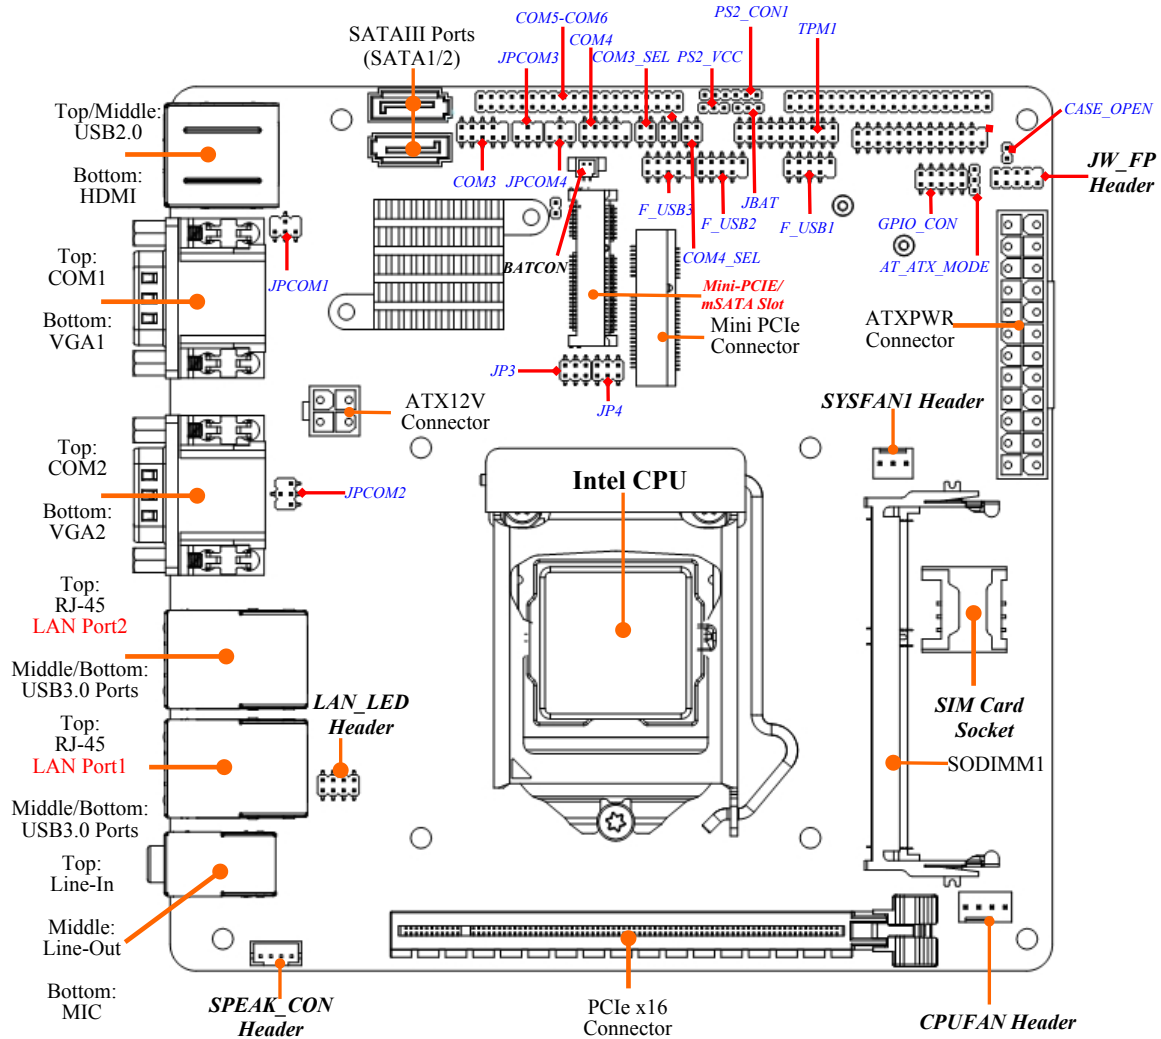 PS2_CON1
COM5-COM6
SATAIII Ports
(SATA1/2)
COM4
TPM1
JPCOM3
COM3_SEL
PS2_VCC
Top/Middle:
USB2.0
Bottom:
HDMI
CASE_OPEN
JW_FP
Header
COM3
JPCOM4
F_USB3
F_USB2
JBAT
F_USB1
GPIO_CON
COM4_SEL
BATCON
AT_ATX_MODE
Top:
COM1
Bottom:
VGA1
JPCOM1
Mini-PCIE/
mSATA Slot
Mini PCIe
Connector
ATXPWR
Connector
JP3
JP4
ATX12V
Connector
SYSFAN1 Header
Top:
COM2
Bottom:
VGA2
JPCOM2
Intel CPU
Top:
RJ-45
LAN Port2
Middle/Bottom:
USB3.0 Ports
LAN_LED
Header
SIM Card
Socket
SODIMM1
Top:
RJ-45
LAN Port1
Middle/Bottom:
USB3.0 Ports
Top:
Line-In
Middle:
Line-Out
Bottom:
MIC
SPEAK_CON
Header
PCIe x16
Connector
CPUFAN Header